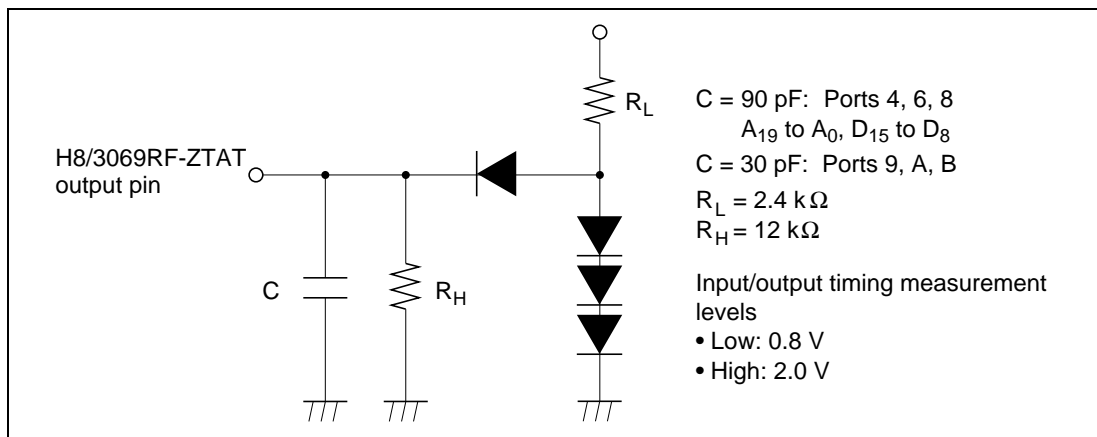 H8/3069RF-ZTAT
output pin
C
R_H
R_L
C = 90 pF: Ports 4, 6, 8
A_19 to A_0, D_15 to D_8
C = 30 pF: Ports 9, A, B
R_L = 2.4 kΩ
R_H = 12 kΩ
Input/output timing measurement
levels
• Low: 0.8 V
• High: 2.0 V